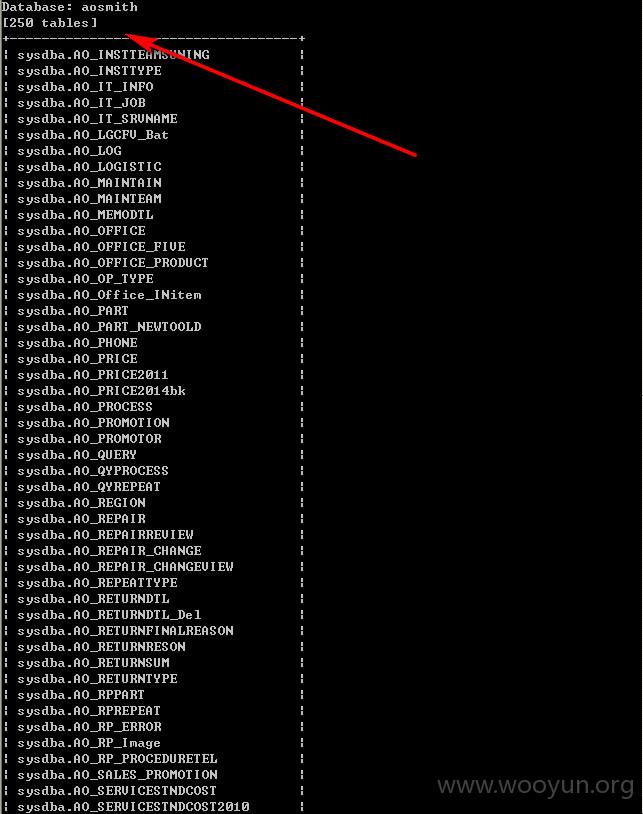 Database: aosmith
[250 tables]
+------------------------------------+
| sysdba.AO_INSTTEAMSUNING |
| sysdba.AO_INSTTYPE |
| sysdba.AO_IT_INFO |
| sysdba.AO_IT_JOB |
| sysdba.AO_IT_SRVNAME |
| sysdba.AO_LGCFV_Bat |
| sysdba.AO_LOG |
| sysdba.AO_LOGISTIC |
| sysdba.AO_MAINTAIN |
| sysdba.AO_MAINTEAM |
| sysdba.AO_MEMODTL |
| sysdba.AO_OFFICE |
| sysdba.AO_OFFICE_FIVE |
| sysdba.AO_OFFICE_PRODUCT |
| sysdba.AO_OP_TYPE |
| sysdba.AO_Office_INitem |
| sysdba.AO_PART |
| sysdba.AO_PART_NEWTOOLD |
| sysdba.AO_PHONE |
| sysdba.AO_PRICE |
| sysdba.AO_PRICE2011 |
| sysdba.AO_PRICE2014bk |
| sysdba.AO_PROCESS |
| sysdba.AO_PROMOTION |
| sysdba.AO_PROMOTOR |
| sysdba.AO_QUERY |
| sysdba.AO_QYPROCESS |
| sysdba.AO_QYREPEAT |
| sysdba.AO_REGION |
| sysdba.AO_REPAIR |
| sysdba.AO_REPAIRREVIEW |
| sysdba.AO_REPAIR_CHANGE |
| sysdba.AO_REPAIR_CHANGEVIEW |
| sysdba.AO_REPEATTYPE |
| sysdba.AO_RETURNDTL |
| sysdba.AO_RETURNDTL_Del |
| sysdba.AO_RETURNFINALREASON |
| sysdba.AO_RETURNRESON |
| sysdba.AO_RETURNSUM |
| sysdba.AO_RETURNTYPE |
| sysdba.AO_RPPART |
| sysdba.AO_RPREPEAT |
| sysdba.AO_RP_ERROR |
| sysdba.AO_RP_Image |
| sysdba.AO_RP_PROCEDURETEL |
| sysdba.AO_SALES_PROMOTION |
| sysdba.AO_SERVICESTNDCOST |
| sysdba.AO_SERVICESTNDCOST2010 |
www.wooyun.org